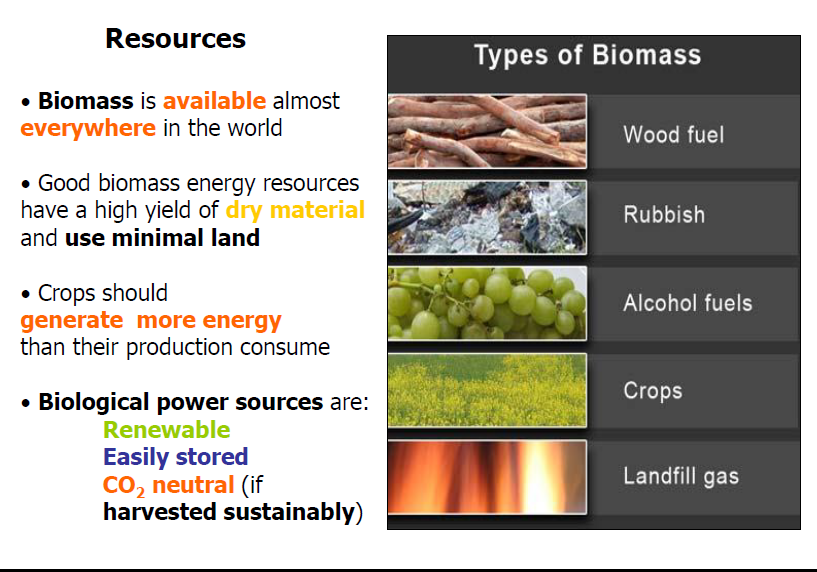 Resources
• Biomass is available almost
everywhere in the world
• Good biomass energy resources
have a high yield of dry material
and use minimal land
• Crops should
generate  more energy
than their production consume
• Biological power sources are:
Renewable
Easily stored
CO₂ neutral (if
harvested sustainably)
Types of Biomass
Wood fuel
Rubbish
Alcohol fuels
Crops
Landfill gas